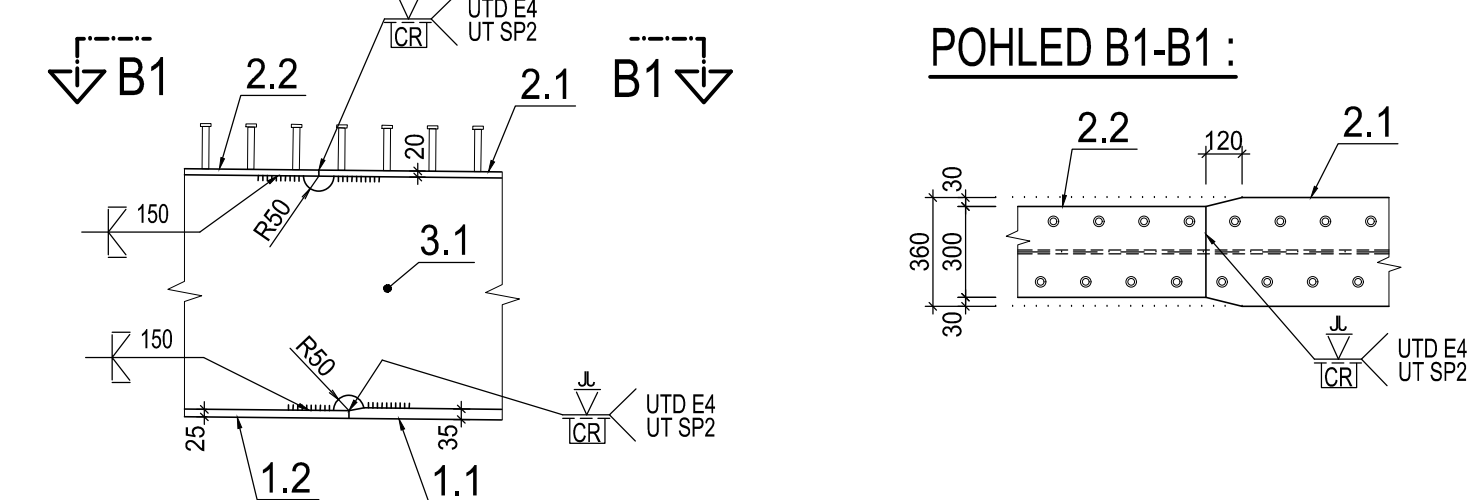 UTD E4
UT SP2
CR
B1
B1
2.2
2.1
20
150
R50
3.1
150
R50
25
35
UTD E4
UT SP2
CR
1.2
1.1
POHLED B1-B1 :
2.2
120
2.1
30
360
300
30
UTD E4
UT SP2
CR